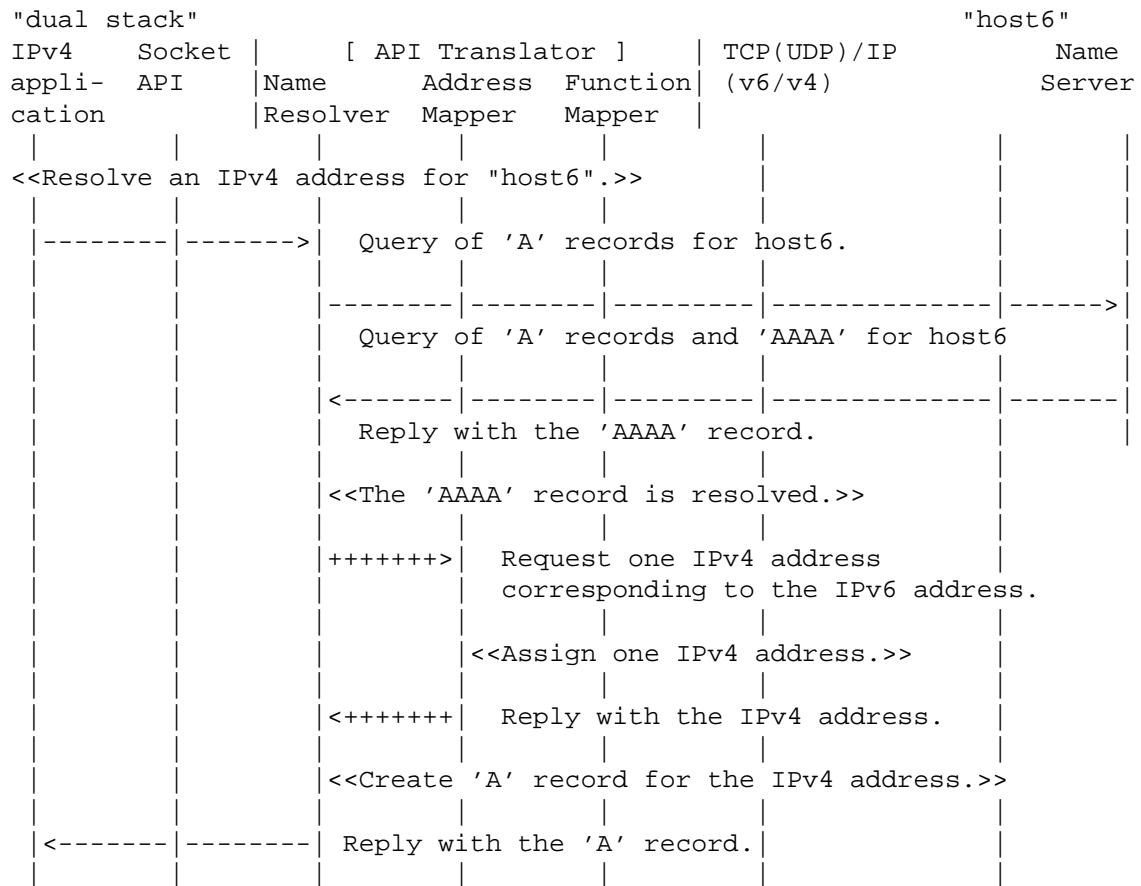 "dual stack" "host6"
IPv4 Socket | [ API Translator ] | TCP(UDP)/IP Name
appli- API |Name Address Function| (v6/v4) Server
cation |Resolver Mapper Mapper |
<<Resolve an IPv4 address for "host6".>>
|--------|------->| Query of 'A' records for host6.
|--------|--------|---------|--------------|------>|
Query of 'A' records and 'AAAA' for host6
|<-------|--------|---------|--------------|-------|
Reply with the 'AAAA' record.
<<The 'AAAA' record is resolved.>>
|+++++++>| Request one IPv4 address
corresponding to the IPv6 address.
<<Assign one IPv4 address.>>
|<+++++++| Reply with the IPv4 address.
<<Create 'A' record for the IPv4 address.>>
|<-------|--------| Reply with the 'A' record.